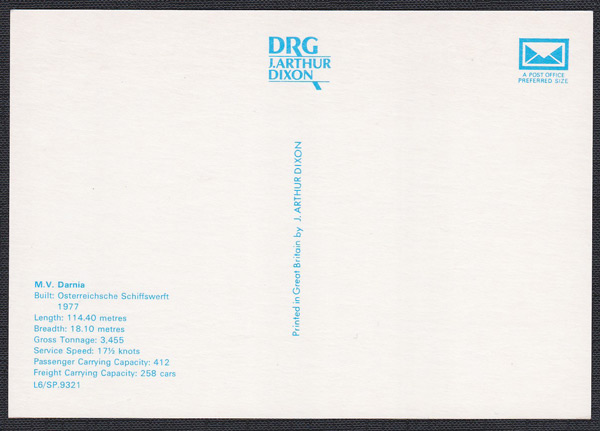 DRG
J.ARTHUR
DIXON
A POST OFFICE
PREFERRED SIZE
Printed in Great Britain by J. ARTHUR DIXON
M.V. Darnia
Built: Osterreichsche Schiffswerft
1977
Length: 114.40 metres
Breadth: 18.10 metres
Gross Tonnage: 3,455
Service Speed: 17½ knots
Passenger Carrying Capacity: 412
Freight Carrying Capacity: 258 cars
L6/SP.9321